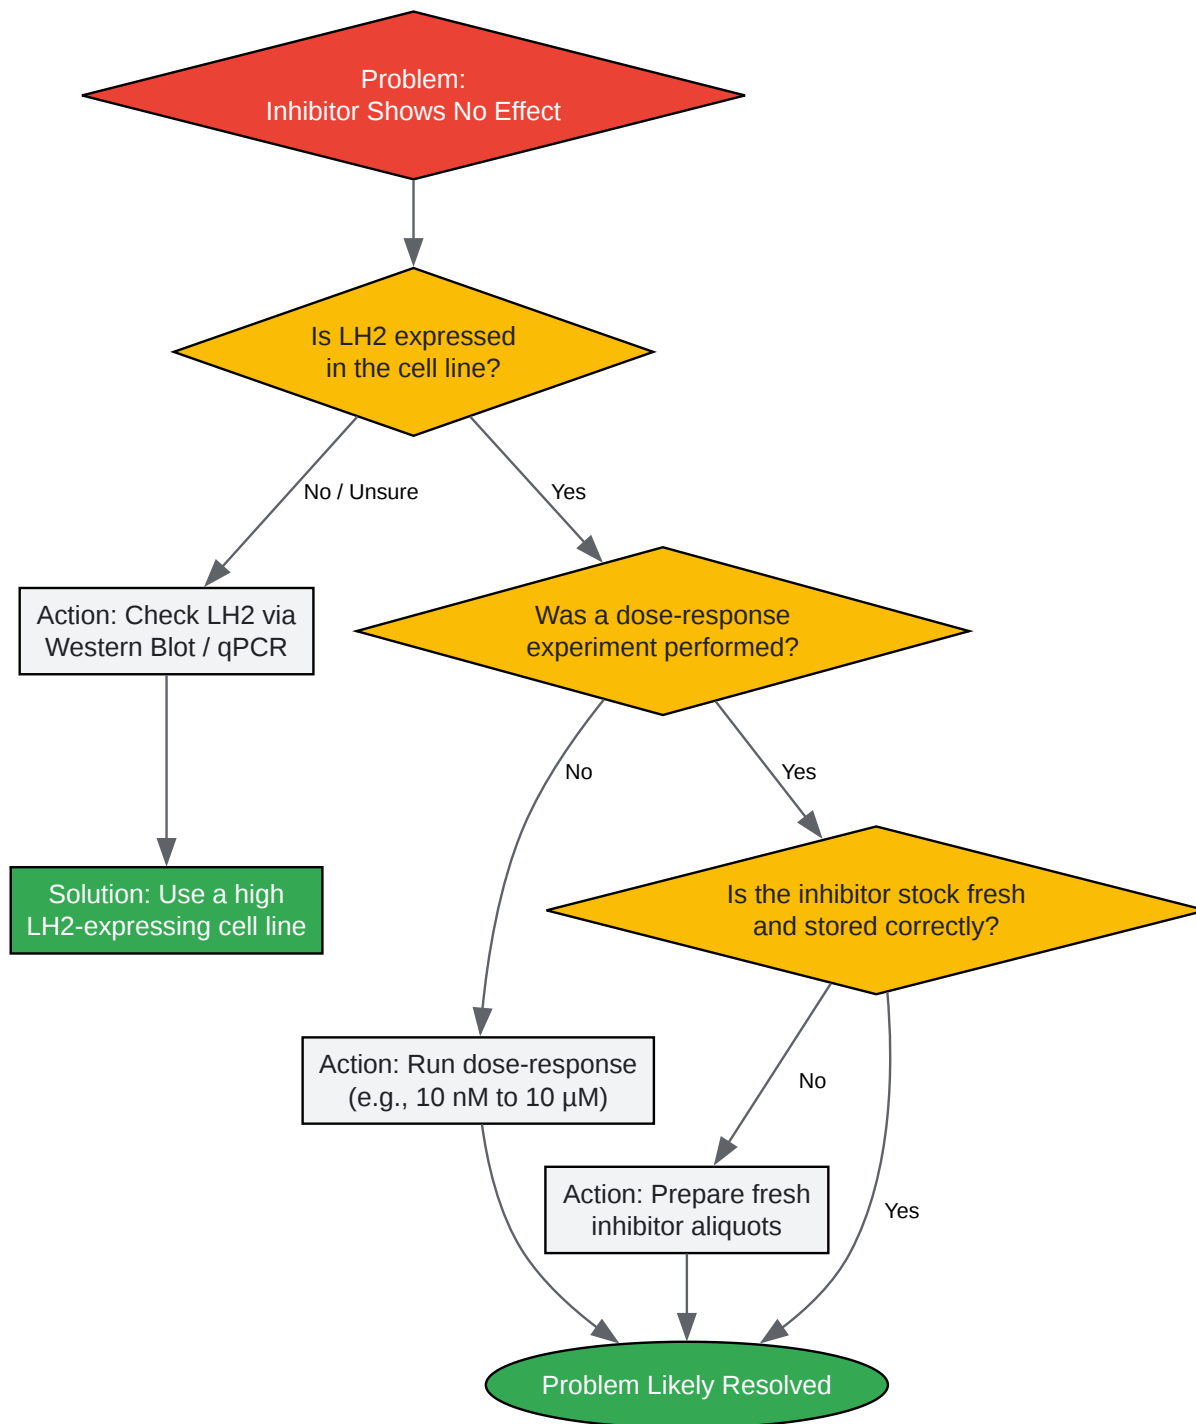 Problem:
Inhibitor Shows No Effect
Is LH2 expressed
in the cell line?
No / Unsure
Yes
Action: Check LH2 via
Western Blot / qPCR
Was a dose-response
experiment performed?
No
Yes
Solution: Use a high
LH2-expressing cell line
Is the inhibitor stock fresh
and stored correctly?
Action: Run dose-response
(e.g., 10 nM to 10 µM)
No
Action: Prepare fresh
inhibitor aliquots
Yes
Problem Likely Resolved